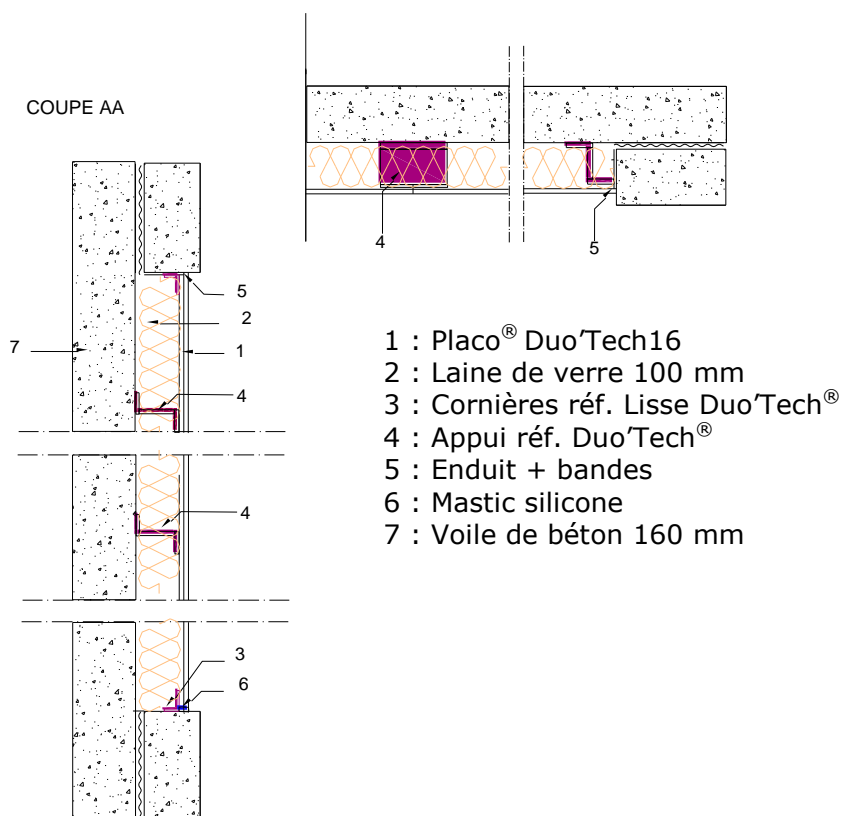 COUPE AA
4
5
5
2
1
7
4
4
3
6
1 : Placo® Duo'Tech16
2 : Laine de verre 100 mm
3 : Cornières réf. Lisse Duo'Tech®
4 : Appui réf. Duo'Tech®
5 : Enduit + bandes
6 : Mastic silicone
7 : Voile de béton 160 mm